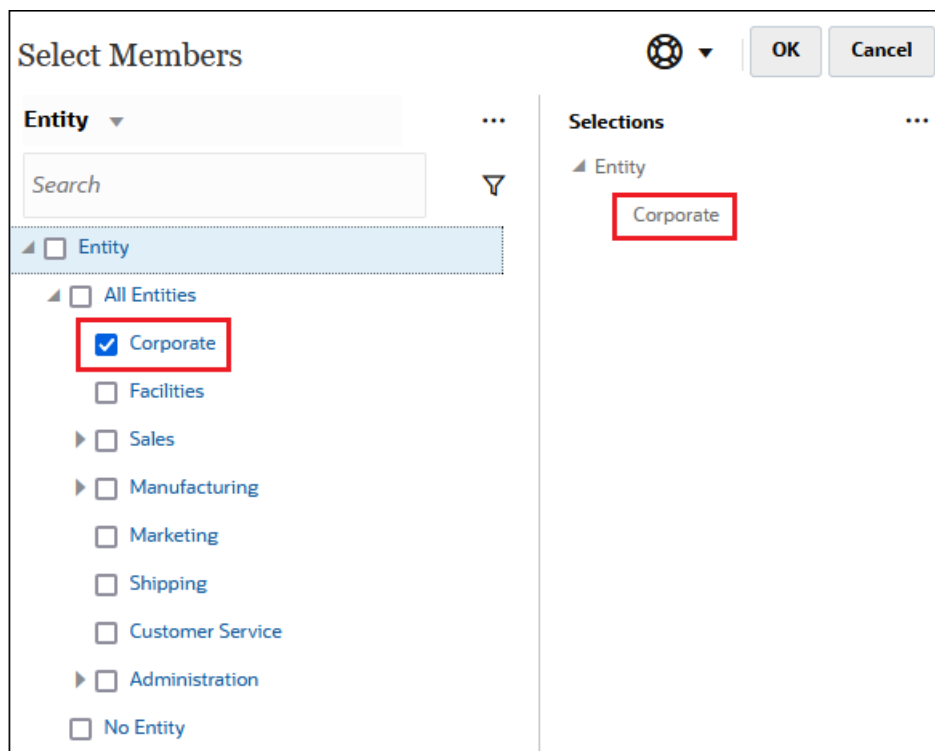 Select Members
OK
Cancel
Entity
Search
Entity
All Entities
Corporate
Facilities
Sales
Manufacturing
Marketing
Shipping
Customer Service
Administration
No Entity
Selections
Entity
Corporate